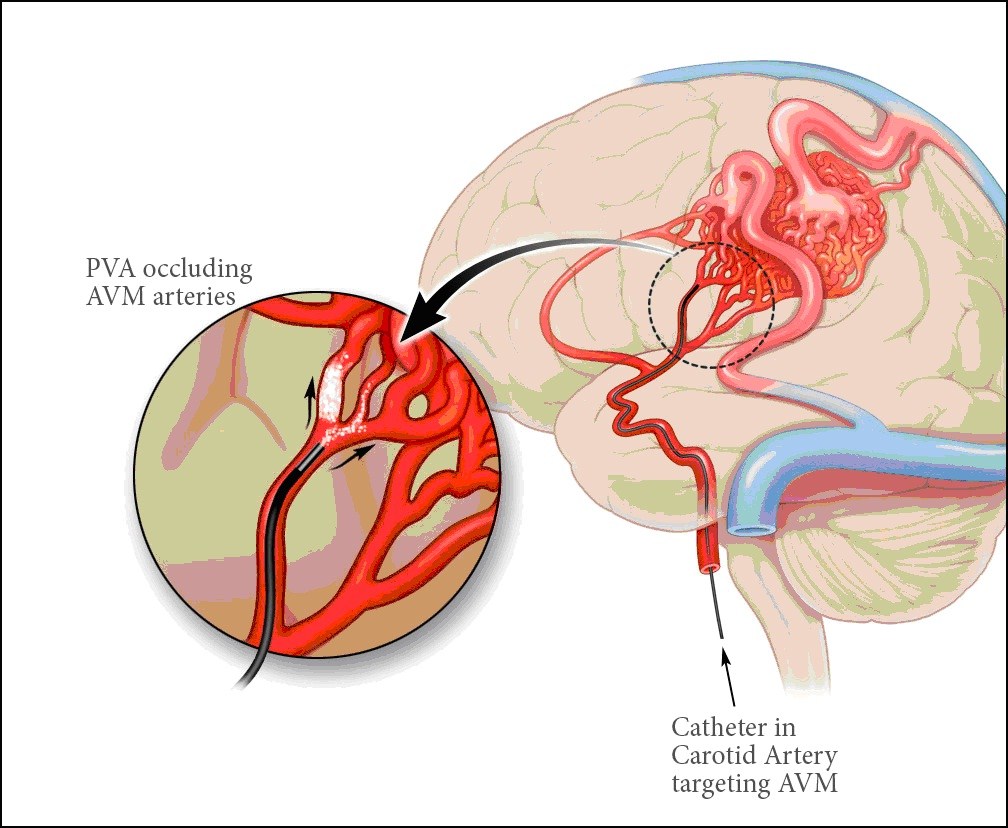 PVA occluding
AVM arteries
Catheter in
Carotid Artery
targeting AVM